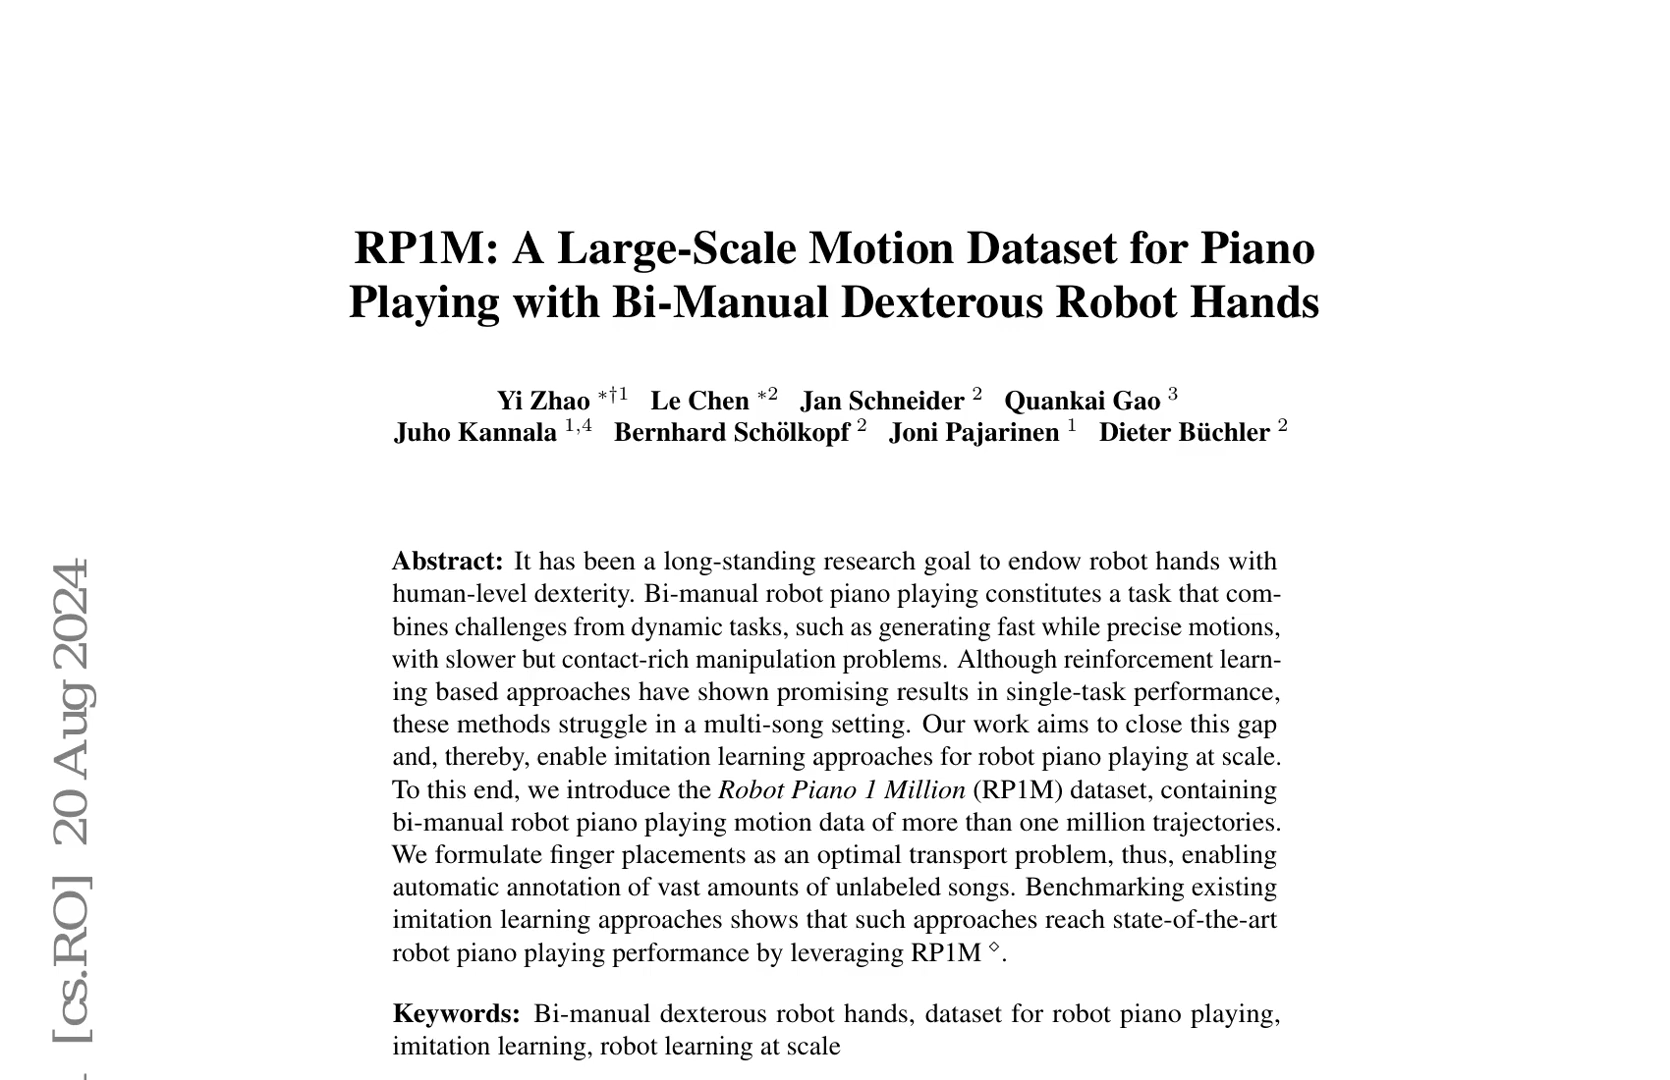 RP1M: A Large-Scale Motion Dataset for Piano
Playing with Bi-Manual Dexterous Robot Hands
Yi Zhao *†1 Le Chen *2 Jan Schneider 2 Quankai Gao 3
Juho Kannala 1,4 Bernhard Schölkopf 2 Joni Pajarinen 1 Dieter Büchler 2
Abstract: It has been a long-standing research goal to endow robot hands with
human-level dexterity. Bi-manual robot piano playing constitutes a task that com-
bines challenges from dynamic tasks, such as generating fast while precise motions,
with slower but contact-rich manipulation problems. Although reinforcement learn-
ing based approaches have shown promising results in single-task performance,
these methods struggle in a multi-song setting. Our work aims to close this gap
and, thereby, enable imitation learning approaches for robot piano playing at scale.
To this end, we introduce the Robot Piano 1 Million (RP1M) dataset, containing
bi-manual robot piano playing motion data of more than one million trajectories.
We formulate finger placements as an optimal transport problem, thus, enabling
automatic annotation of vast amounts of unlabeled songs. Benchmarking existing
imitation learning approaches shows that such approaches reach state-of-the-art
robot piano playing performance by leveraging RP1M ⋄.
Keywords: Bi-manual dexterous robot hands, dataset for robot piano playing,
imitation learning, robot learning at scale
[cs.RO] 20 Aug 2024